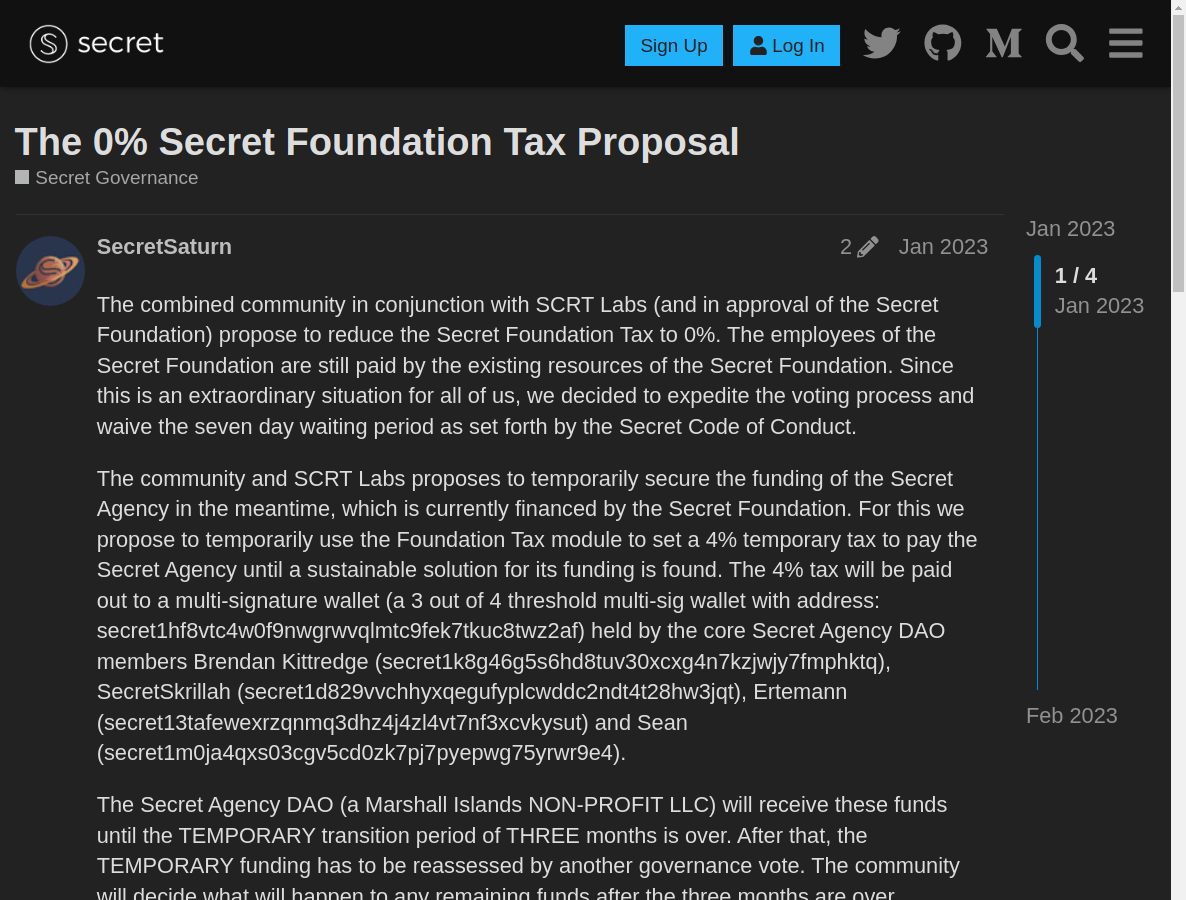 secret
Sign Up
Log In
The 0% Secret Foundation Tax Proposal
Secret Governance
SecretSaturn
2
Jan 2023
The combined community in conjunction with SCRT Labs (and in approval of the Secret
Foundation) propose to reduce the Secret Foundation Tax to 0%. The employees of the
Secret Foundation are still paid by the existing resources of the Secret Foundation. Since
this is an extraordinary situation for all of us, we decided to expedite the voting process and
waive the seven day waiting period as set forth by the Secret Code of Conduct.
The community and SCRT Labs proposes to temporarily secure the funding of the Secret
Agency in the meantime, which is currently financed by the Secret Foundation. For this we
propose to temporarily use the Foundation Tax module to set a 4% temporary tax to pay the
Secret Agency until a sustainable solution for its funding is found. The 4% tax will be paid
out to a multi-signature wallet (a 3 out of 4 threshold multi-sig wallet with address:
secret1hf8vtc4w0f9nwgrwvqlmtc9fek7tkuc8twz2af) held by the core Secret Agency DAO
members Brendan Kittredge (secret1k8g46g5s6hd8tuv30xcxg4n7kzjwjy7fmphktq),
SecretSkrillah (secret1d829vvchhyxqegufyplcwddc2ndt4t28hw3jqt), Ertemann
(secret13tafewexrzqnmq3dhz4j4zl4vt7nf3xcvkysut) and Sean
(secret1m0ja4qxs03cgv5cd0zk7pj7pyepwg75yrwr9e4).
The Secret Agency DAO (a Marshall Islands NON-PROFIT LLC) will receive these funds
until the TEMPORARY transition period of THREE months is over. After that, the
TEMPORARY funding has to be reassessed by another governance vote. The community
will decide what will happen to any remaining funds after the three months are over.
Jan 2023
1 / 4
Jan 2023
Feb 2023